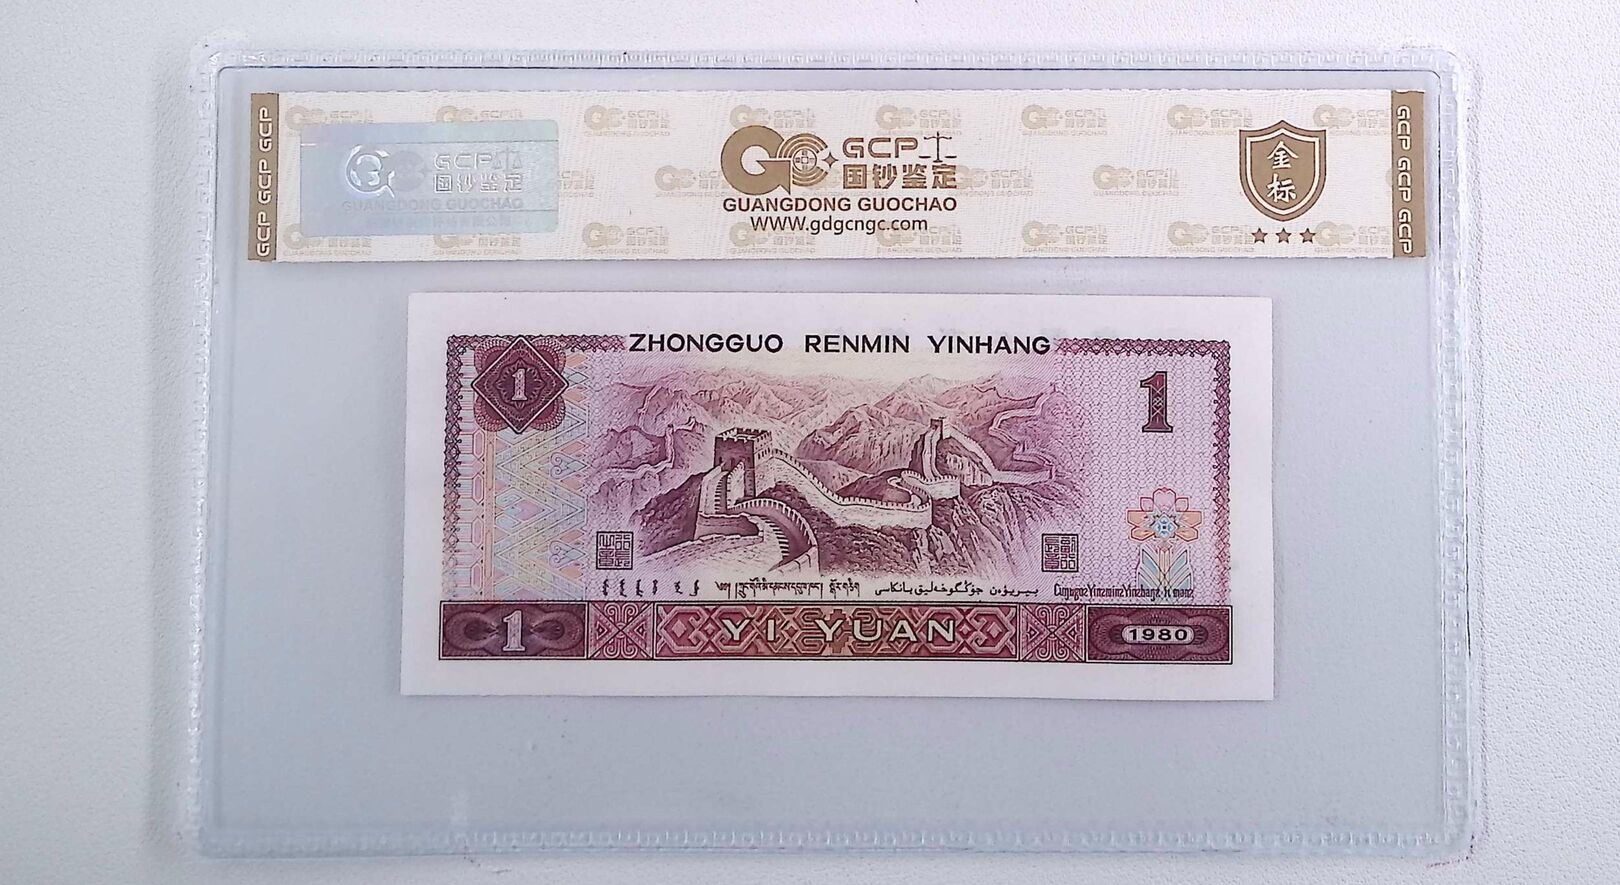 GCP GCP GCP
GCP
国钞鉴定
GUANGDONG GUOCHAO
GCP
国钞鉴定
GUANGDONG GUOCHAO
WWW.gdgcngc.com
金标
GCP GCP GCP
ZHONGGUO RENMIN YINHANG
1
1
YI YUAN
1
1980